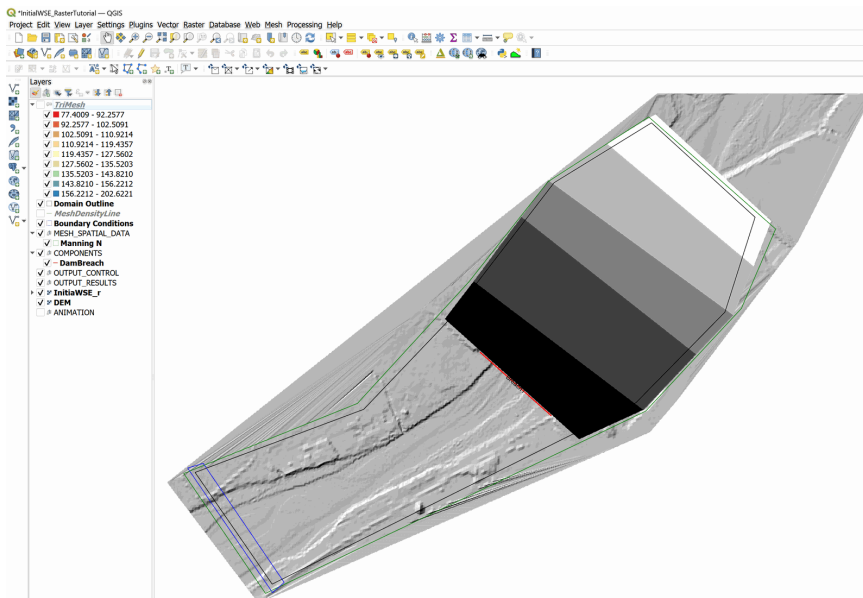 *InitialWSE_RasterTutorial — QGIS
Project Edit View Layer Settings Plugins Vector Raster Database Web Mesh Processing Help
Layers
TriMesh
77.4009 - 92.2577
92.2577 - 102.5091
102.5091 - 110.9214
110.9214 - 119.4357
119.4357 - 127.5602
127.5602 - 135.5203
135.5203 - 143.8210
143.8210 - 156.2212
156.2212 - 202.6221
Domain Outline
MeshDensityLine
Boundary Conditions
MESH_SPATIAL_DATA
Manning N
COMPONENTS
DamBreach
OUTPUT_CONTROL
OUTPUT_RESULTS
InitiaWSE_r
DEM
ANIMATION